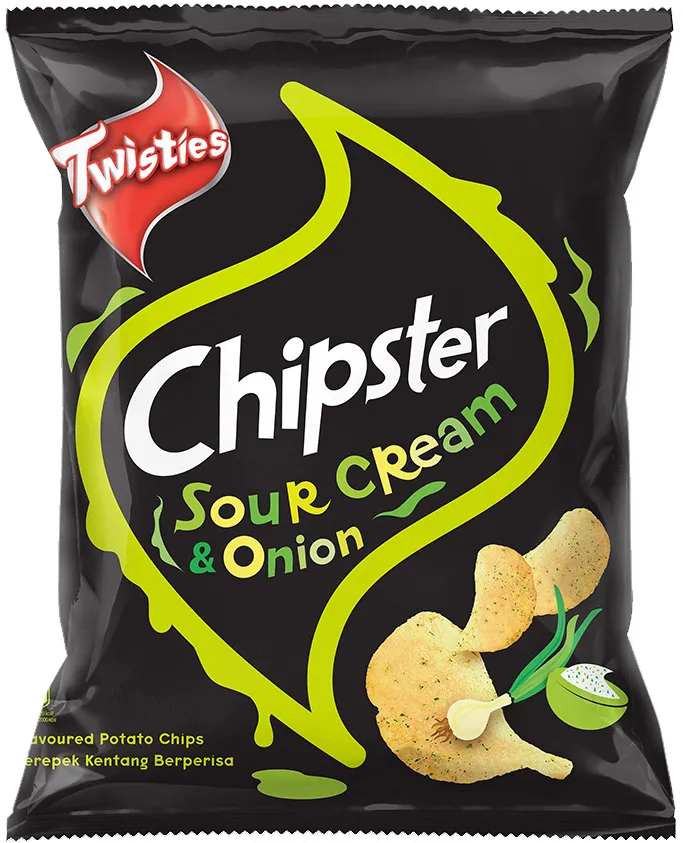 Twisties
Chipster
Sour Cream
& Onion
avoured Potato Chips
erepek Kentang Berperisa